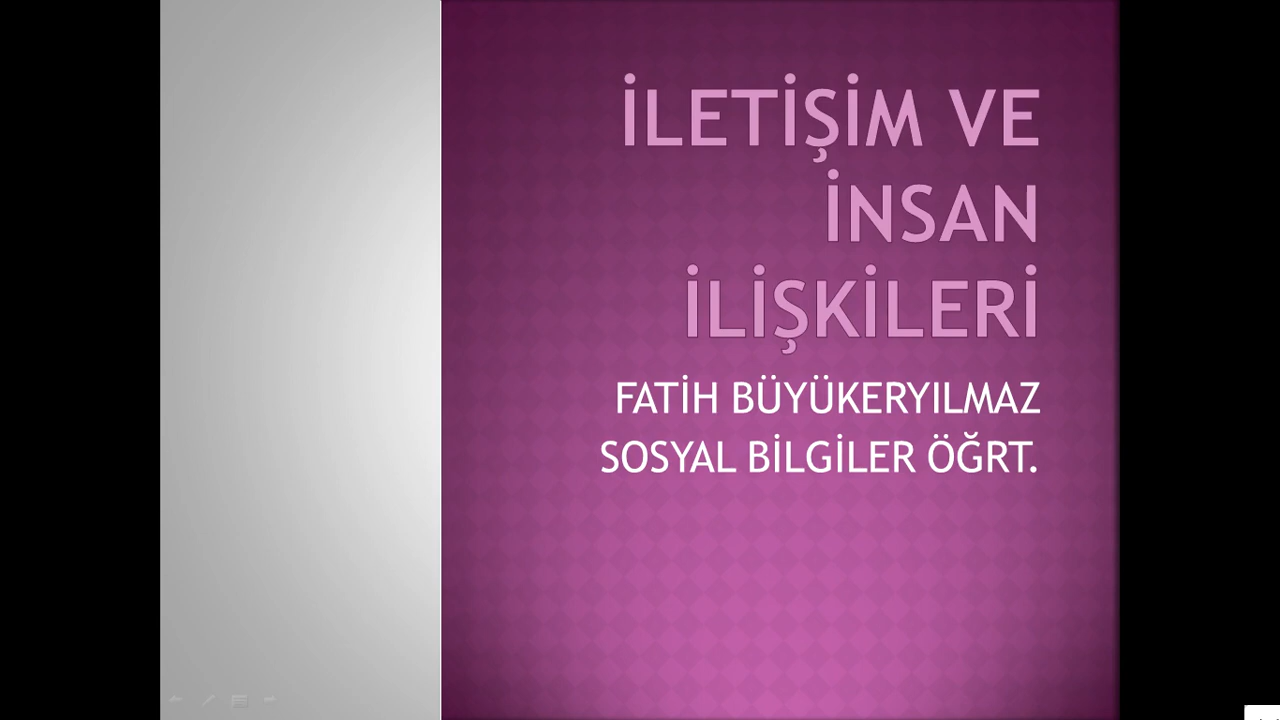 İLETİŞİM VE
İNSAN
İLİŞKİLERİ
FATİH BÜYÜKERYILMAZ
SOSYAL BİLGİLER ÖĞRT.